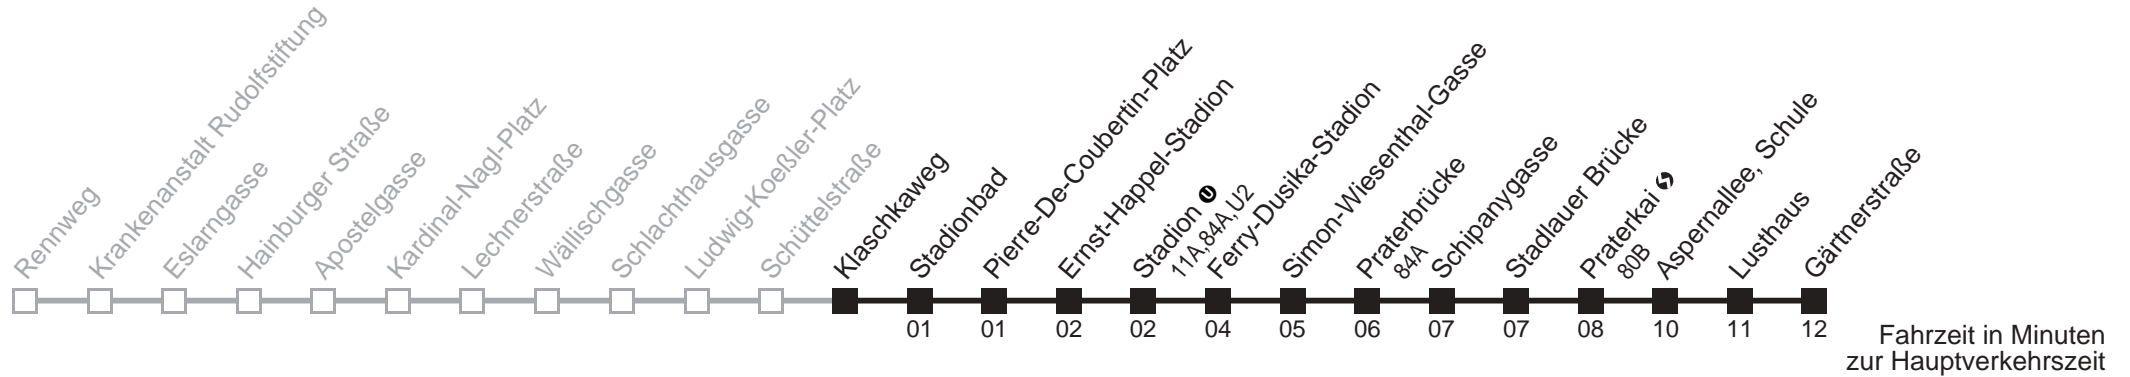 Rennweg
Krankenanstalt Rudolfstiftung
Eslarngasse
Hainburger Straße
Apostelgasse
Kardinal-Nagl-Platz
Lechnerstraße
Wällischgasse
Schlachthausgasse
Ludwig-Koeßler-Platz
Schüttelstraße
Klaschkaweg
Stadionbad
Pierre-De-Coubertin-Platz
Ernst-Happel-Stadion
Stadion U
11A,84A,U2
Ferry-Dusika-Stadion
Simon-Wiesenthal-Gasse
Praterbrücke
84A
Schipanygasse
Stadlauer Brücke
Praterkai
80B
Aspernallee, Schule
Lusthaus
Gärtnerstraße
01 01 02 02 04 05 06 07 07 08 10 11 12
Fahrzeit in Minuten
zur Hauptverkehrszeit